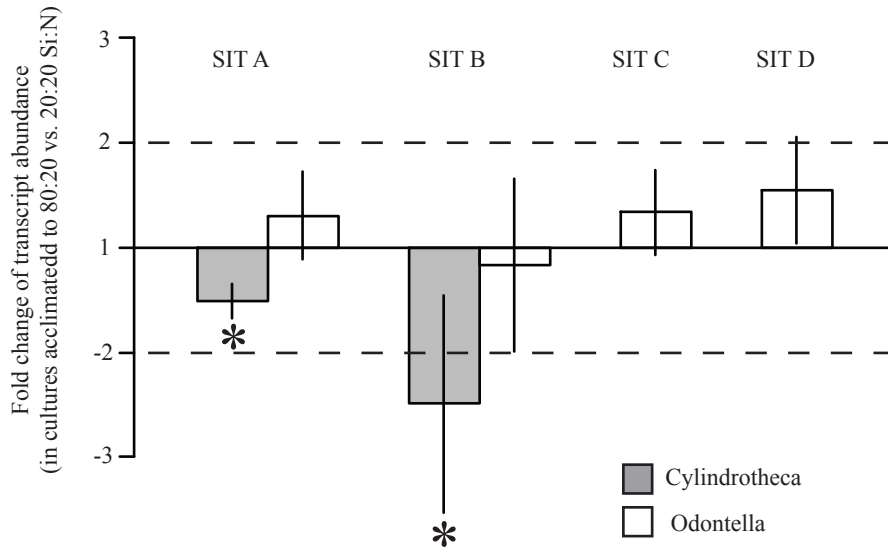 Fold change of transcript abundance
(in cultures acclimatedd to 80:20 vs. 20:20 Si:N)
SIT A SIT B SIT C SIT D
3
2
1
-2
-3
*
*
Cylindrotheca
Odontella